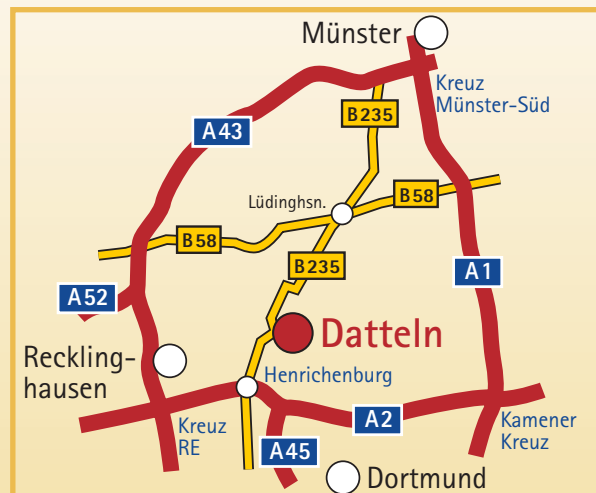 Münster
Kreuz
Münster-Süd
B235
A43
Lüdinghsn.
B58
B58
B235
A1
A52
Datteln
Reckling-
hausen
Henrichenburg
A2
Kreuz
RE
Kamener
Kreuz
A45
Dortmund